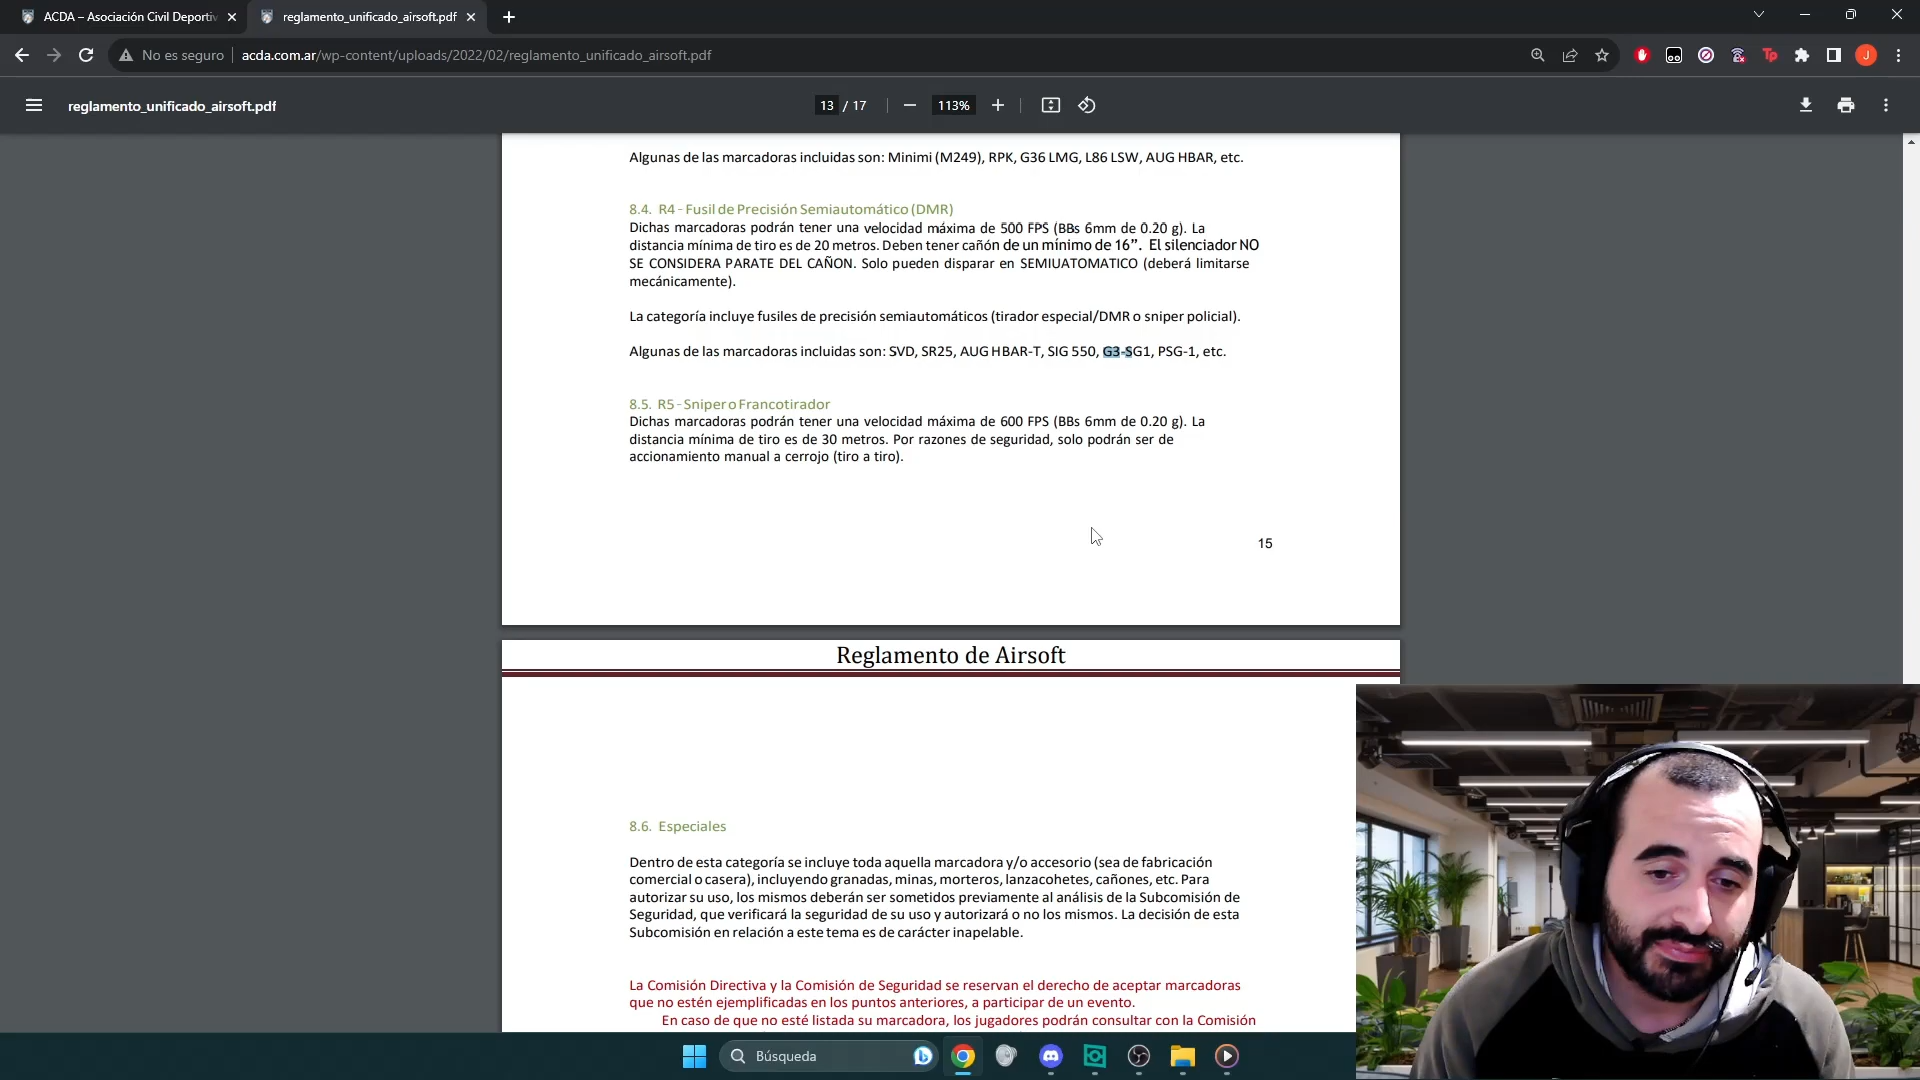 ACDA – Asociación Civil Deportiv
reglamento_unificado_airsoft.pdf
No es seguro
acda.com.ar/wp-content/uploads/2022/02/reglamento_unificado_airsoft.pdf
Tp
J
reglamento_unificado_airsoft.pdf
13 / 17
113%
Algunas de las marcadoras incluidas son: Minimi (M249), RPK, G36 LMG, L86 LSW, AUG HBAR, etc.
8.4. R4 - Fusil de Precisión Semiautomático (DMR)
Dichas marcadoras podrán tener una velocidad máxima de 500 FPS (BBs 6mm de 0.20 g). La
distancia mínima de tiro es de 20 metros. Deben tener cañón de un mínimo de 16”. El silenciador NO
SE CONSIDERA PARATE DEL CAÑON. Solo pueden disparar en SEMIUATOMATICO (deberá limitarse
mecánicamente).
La categoría incluye fusiles de precisión semiautomáticos (tirador especial/DMR o sniper policial).
Algunas de las marcadoras incluidas son: SVD, SR25, AUG HBAR-T, SIG 550, G3-SG1, PSG-1, etc.
8.5. R5 - Sniper o Francotirador
Dichas marcadoras podrán tener una velocidad máxima de 600 FPS (BBs 6mm de 0.20 g). La
distancia mínima de tiro es de 30 metros. Por razones de seguridad, solo podrán ser de
accionamiento manual a cerrojo (tiro a tiro).
15
Reglamento de Airsoft
8.6. Especiales
Dentro de esta categoría se incluye toda aquella marcadora y/o accesorio (sea de fabricación
comercial o casera), incluyendo granadas, minas, morteros, lanzacohetes, cañones, etc. Para
autorizar su uso, los mismos deberán ser sometidos previamente al análisis de la Subcomisión de
Seguridad, que verificará la seguridad de su uso y autorizará o no los mismos. La decisión de esta
Subcomisión en relación a este tema es de carácter inapelable.
La Comisión Directiva y la Comisión de Seguridad se reservan el derecho de aceptar marcadoras
que no estén ejemplificadas en los puntos anteriores, a participar de un evento.
En caso de que no esté listada su marcadora, los jugadores podrán consultar con la Comisión
Búsqueda